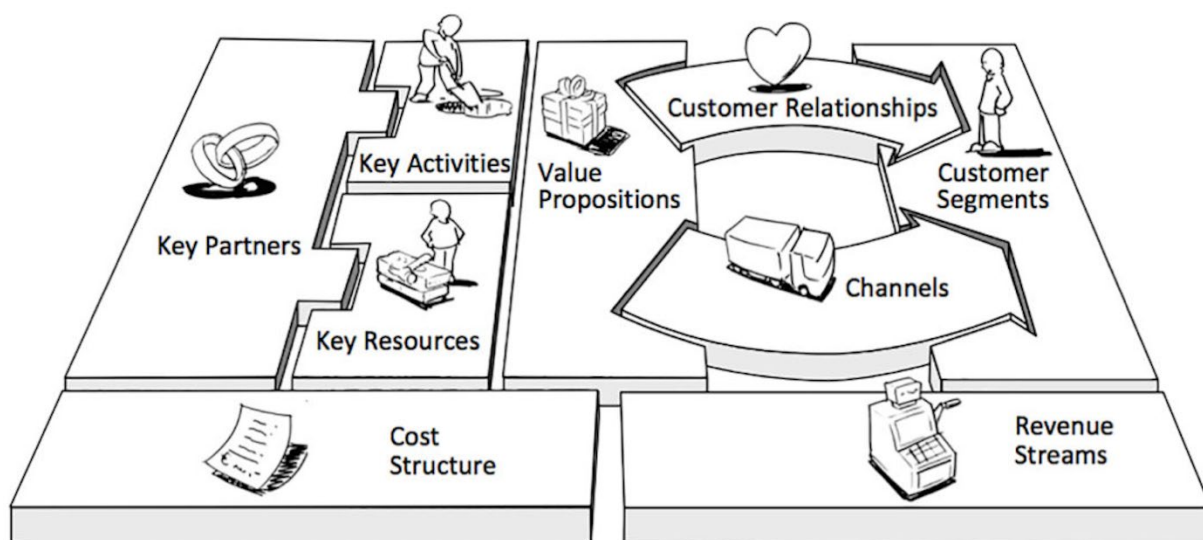 Key Partners
Key Activities
Key Resources
Value
Propositions
Customer Relationships
Channels
Customer
Segments
Cost
Structure
Revenue
Streams